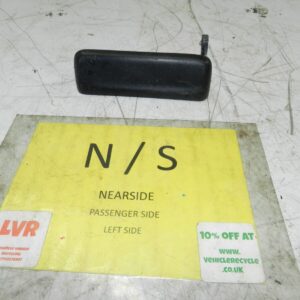 N / S
NEARSIDE
PASSENGER SIDE
LEFT SIDE
LVR
10% OFF AT
WWW.
VEHICLERECYCLE
.CO.UK